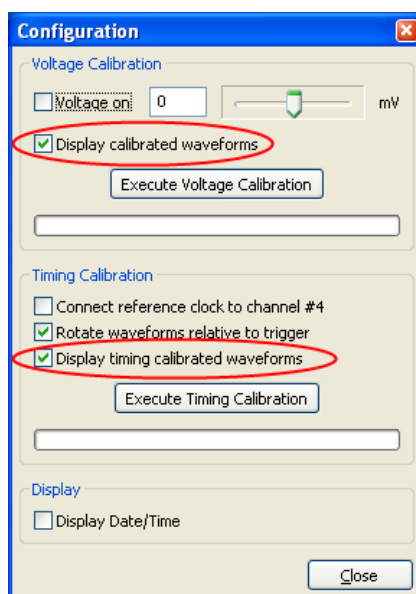 Configuration
Voltage Calibration
Voltage on 0 mV
Display calibrated waveforms
Execute Voltage Calibration
Timing Calibration
Connect reference clock to channel #4
Rotate waveforms relative to trigger
Display timing calibrated waveforms
Execute Timing Calibration
Display
Display Date/Time
Close